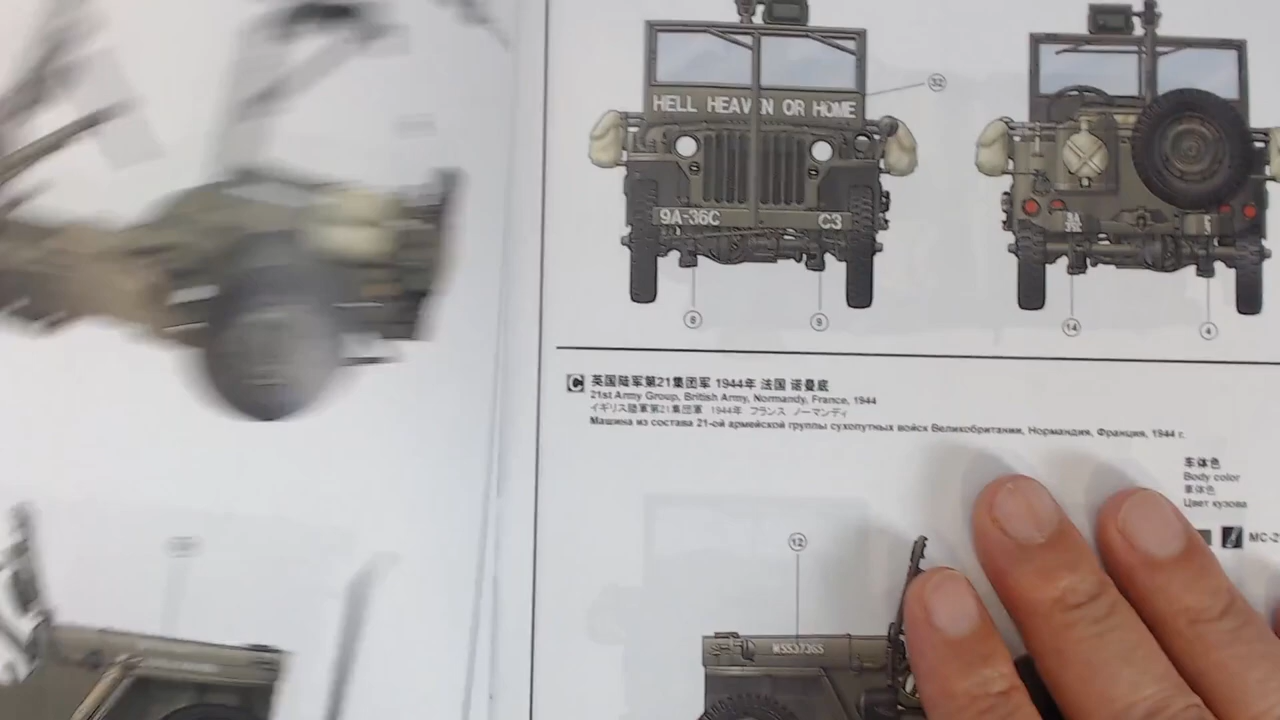 32
HELL HEAVEN OR HOME
9A-36C C3
8 9 14 4
C 英国陆军第21集团军 1944年 法国 诺曼底
21st Army Group, British Army, Normandy, France, 1944
イギリス陸軍第21集団軍 1944年 フランス ノーマンディ
Машина из состава 21-ой армейской группы сухопутных войск Великобритании, Нормандия, Франция, 1944 г.
车体色
Body color
車体色
Цвет кузова
MC-2
12